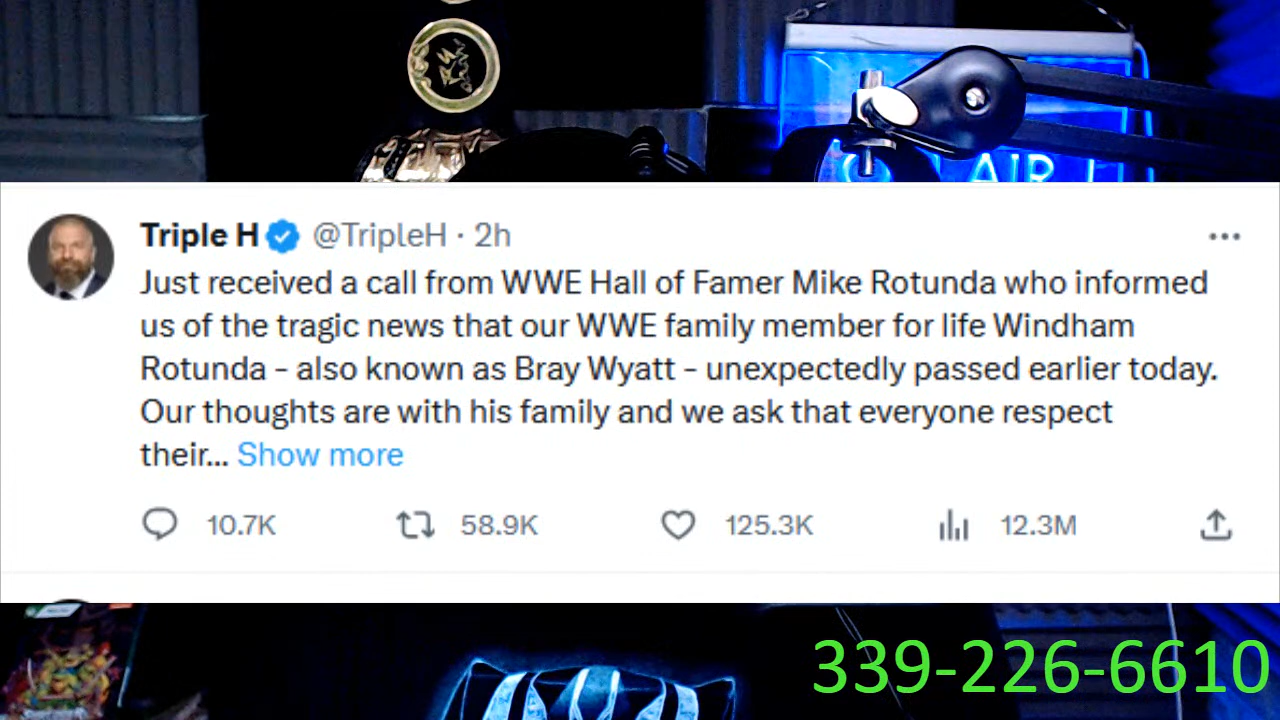 AIR
Triple H @TripleH · 2h
Just received a call from WWE Hall of Famer Mike Rotunda who informed
us of the tragic news that our WWE family member for life Windham
Rotunda – also known as Bray Wyatt – unexpectedly passed earlier today.
Our thoughts are with his family and we ask that everyone respect
their... Show more
10.7K 58.9K 125.3K 12.3M
339-226-6610